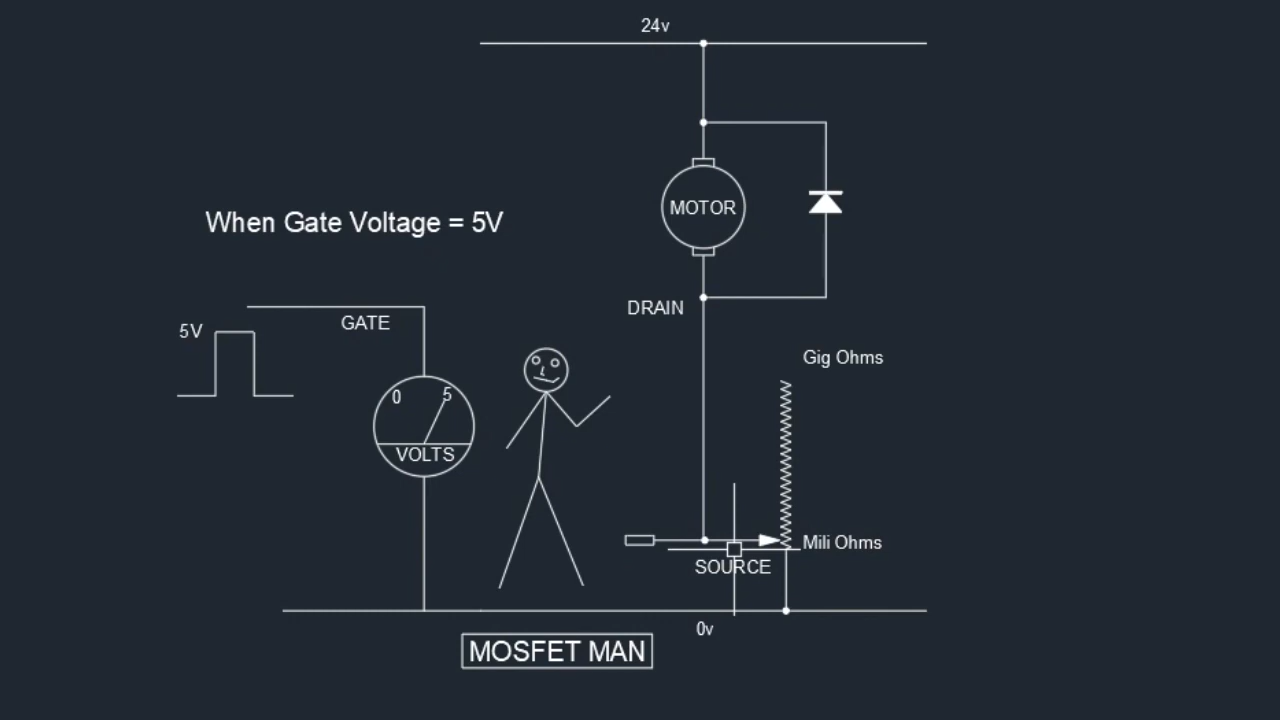 24v
MOTOR
When Gate Voltage = 5V
DRAIN
GATE
5V
Gig Ohms
0 5
VOLTS
Mili Ohms
SOURCE
0v
MOSFET MAN